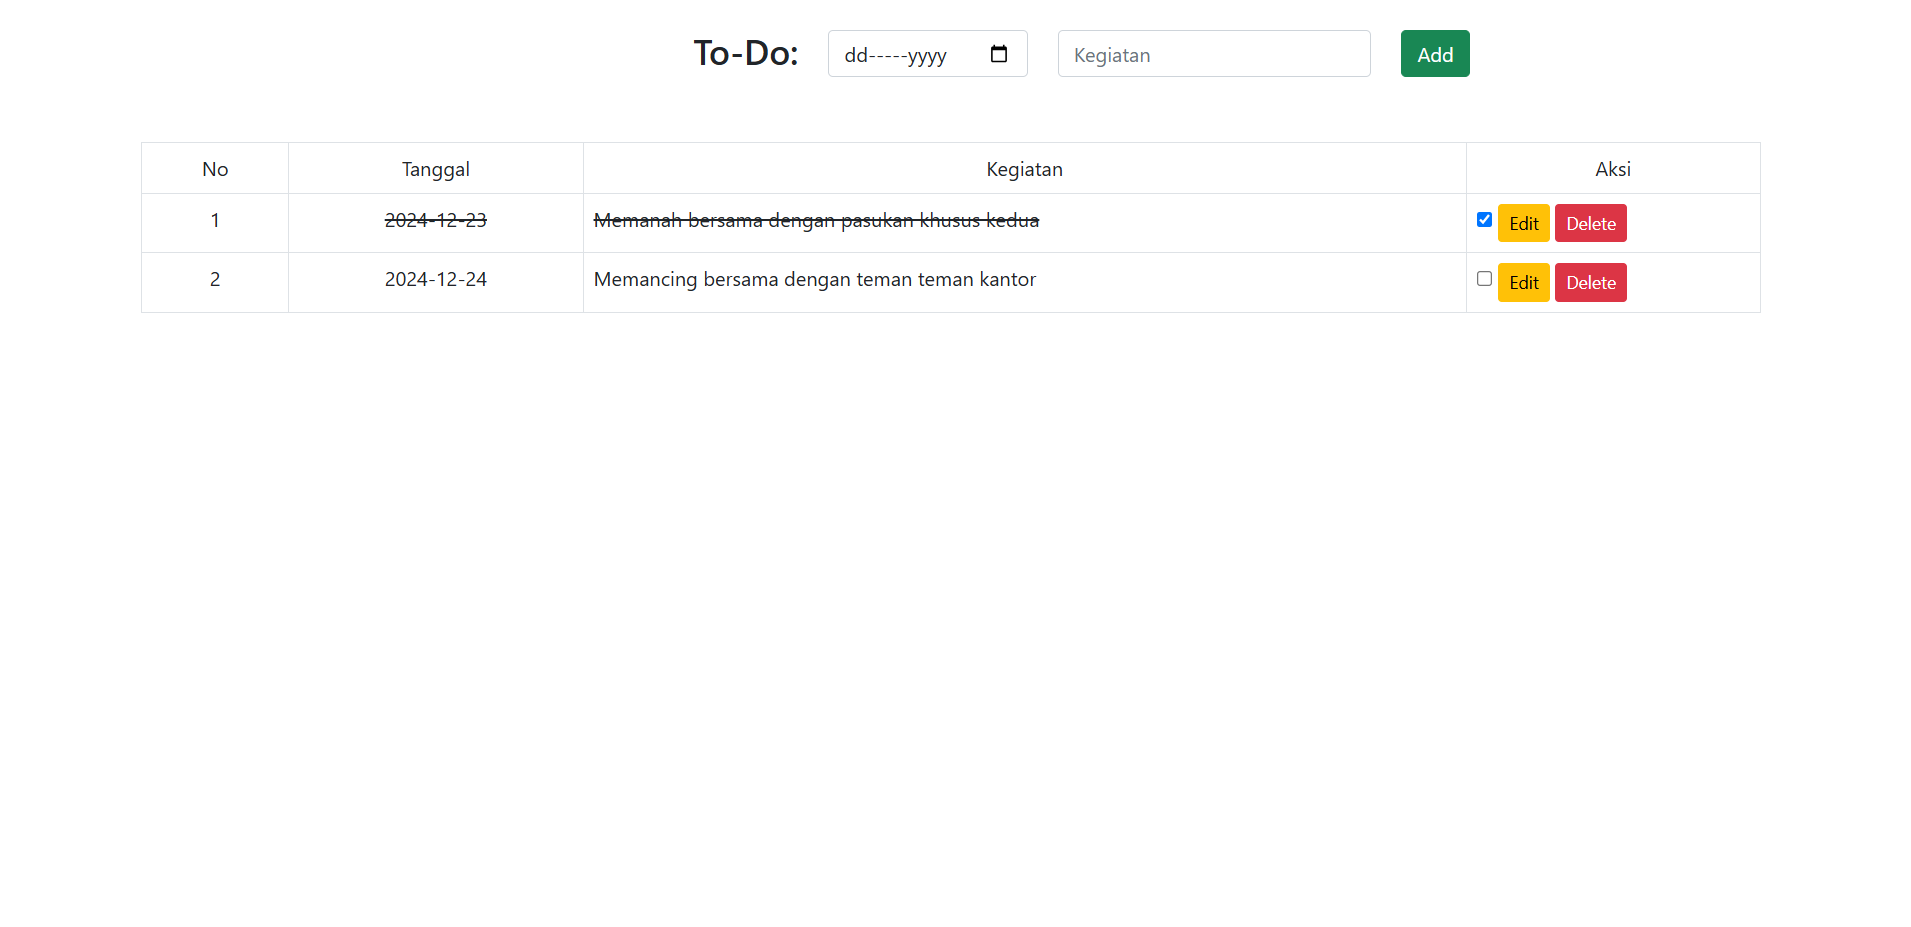 To-Do: dd-----yyyy Kegiatan Add
No Tanggal Kegiatan Aksi
1 2024-12-23 Memanah bersama dengan pasukan khusus kedua Edit Delete
2 2024-12-24 Memancing bersama dengan teman teman kantor Edit Delete